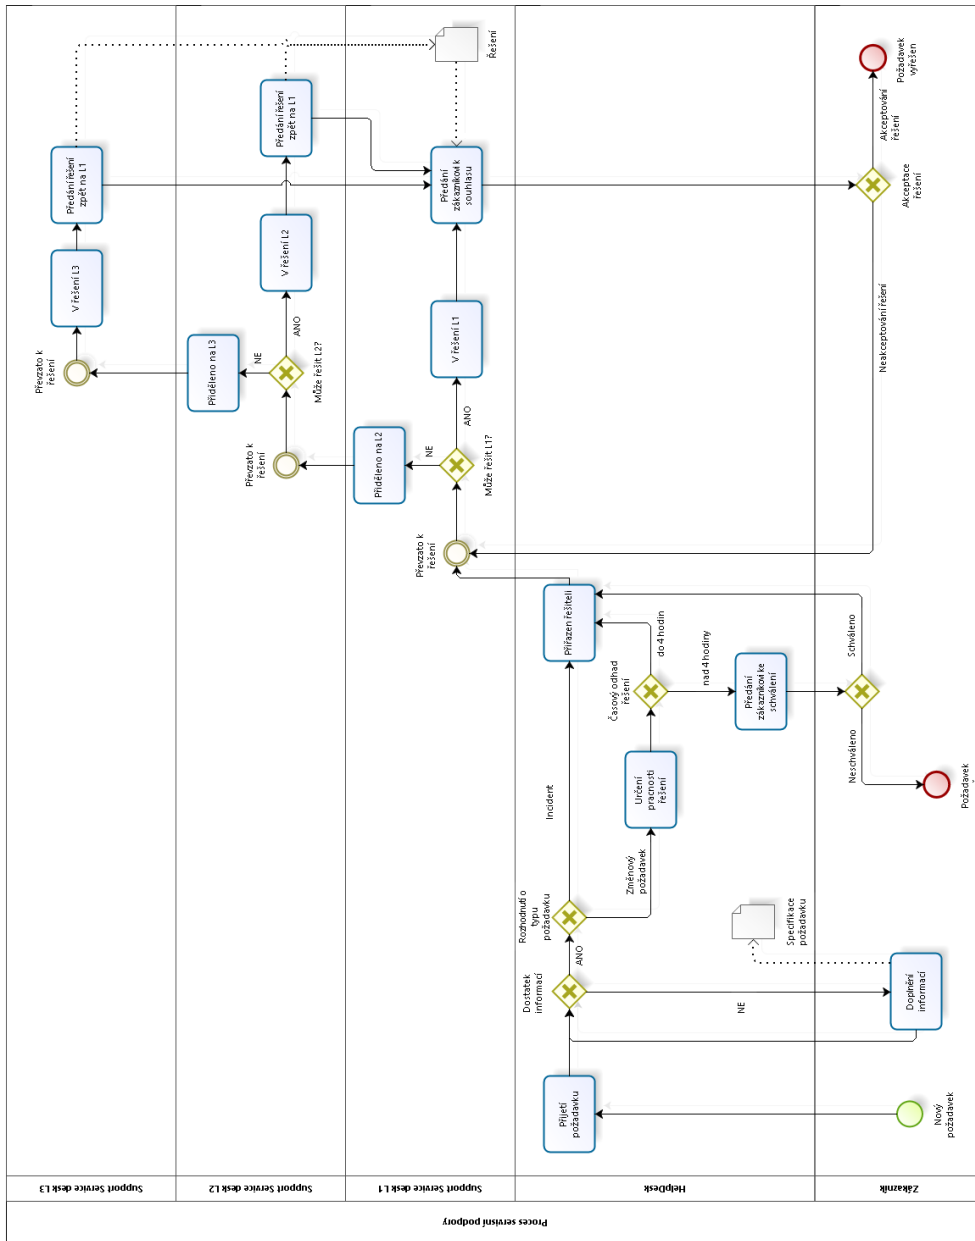 Proces servisní podpory
Support Service desk L3
Support Service desk L2
Support Service desk L1
HelpDesk
Zákazník
Převzato k
řešení
V řešení L3
Předání řešení
zpět na L1
Převzato k
řešení
Může řešit L2?
NE
Přiděleno na L3
ANO
V řešení L2
Předání řešení
zpět na L1
Řešení
Převzato k
řešení
Může řešit L1?
NE
Přiděleno na L2
ANO
V řešení L1
Předání
zákazníkovi k
souhlasu
Přijetí
požadavku
Dostatek
informací
ANO
NE
Rozhodnutí o
typu
požadavku
Incident
Změnový
požadavek
Určení
pracnosti
řešení
Časový odhad
řešení
do 4 hodin
nad 4 hodiny
Přiřazen řešiteli
Předání
zákazníkovi ke
schválení
Specifikace
požadavku
Nový
požadavek
Doplnění
informací
Neschváleno
Schváleno
Požadavek
Neakceptování řešení
Akceptace
řešení
Akceptování
řešení
Požadavek
vyřešen